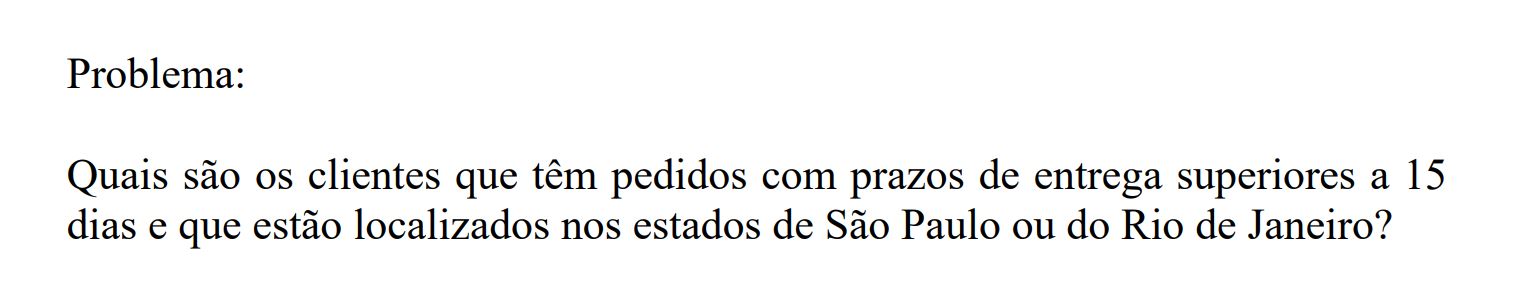 Problema:
Quais são os clientes que têm pedidos com prazos de entrega superiores a 15
dias e que estão localizados nos estados de São Paulo ou do Rio de Janeiro?